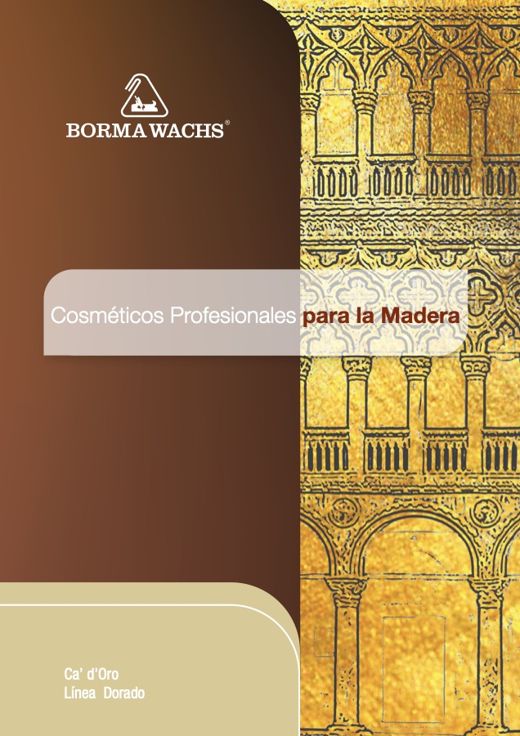 BORMA WACHS®
Cosméticos Profesionales para la Madera
Ca' d'Oro
Línea Dorado